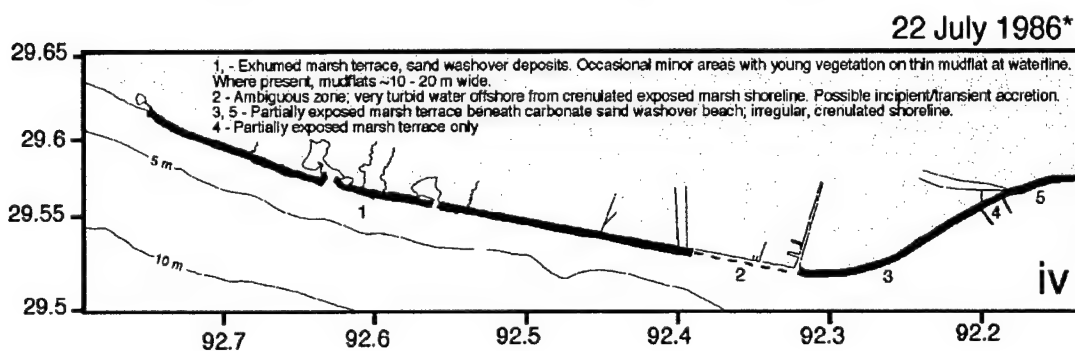 22 July 1986*
29.65
1, - Exhumed marsh terrace, sand washover deposits. Occasional minor areas with young vegetation on thin mudflat at waterline.
Where present, mudflats ~10 - 20 m wide.
2 - Ambiguous zone; very turbid water offshore from crenulated exposed marsh shoreline. Possible incipient/transient accretion.
3, 5 - Partially exposed marsh terrace beneath carbonate sand washover beach; irregular, crenulated shoreline.
4 - Partially exposed marsh terrace only
29.6
5 m
29.55
1
2
3
4
5
10 m
iv
29.5
92.7 92.6 92.5 92.4 92.3 92.2